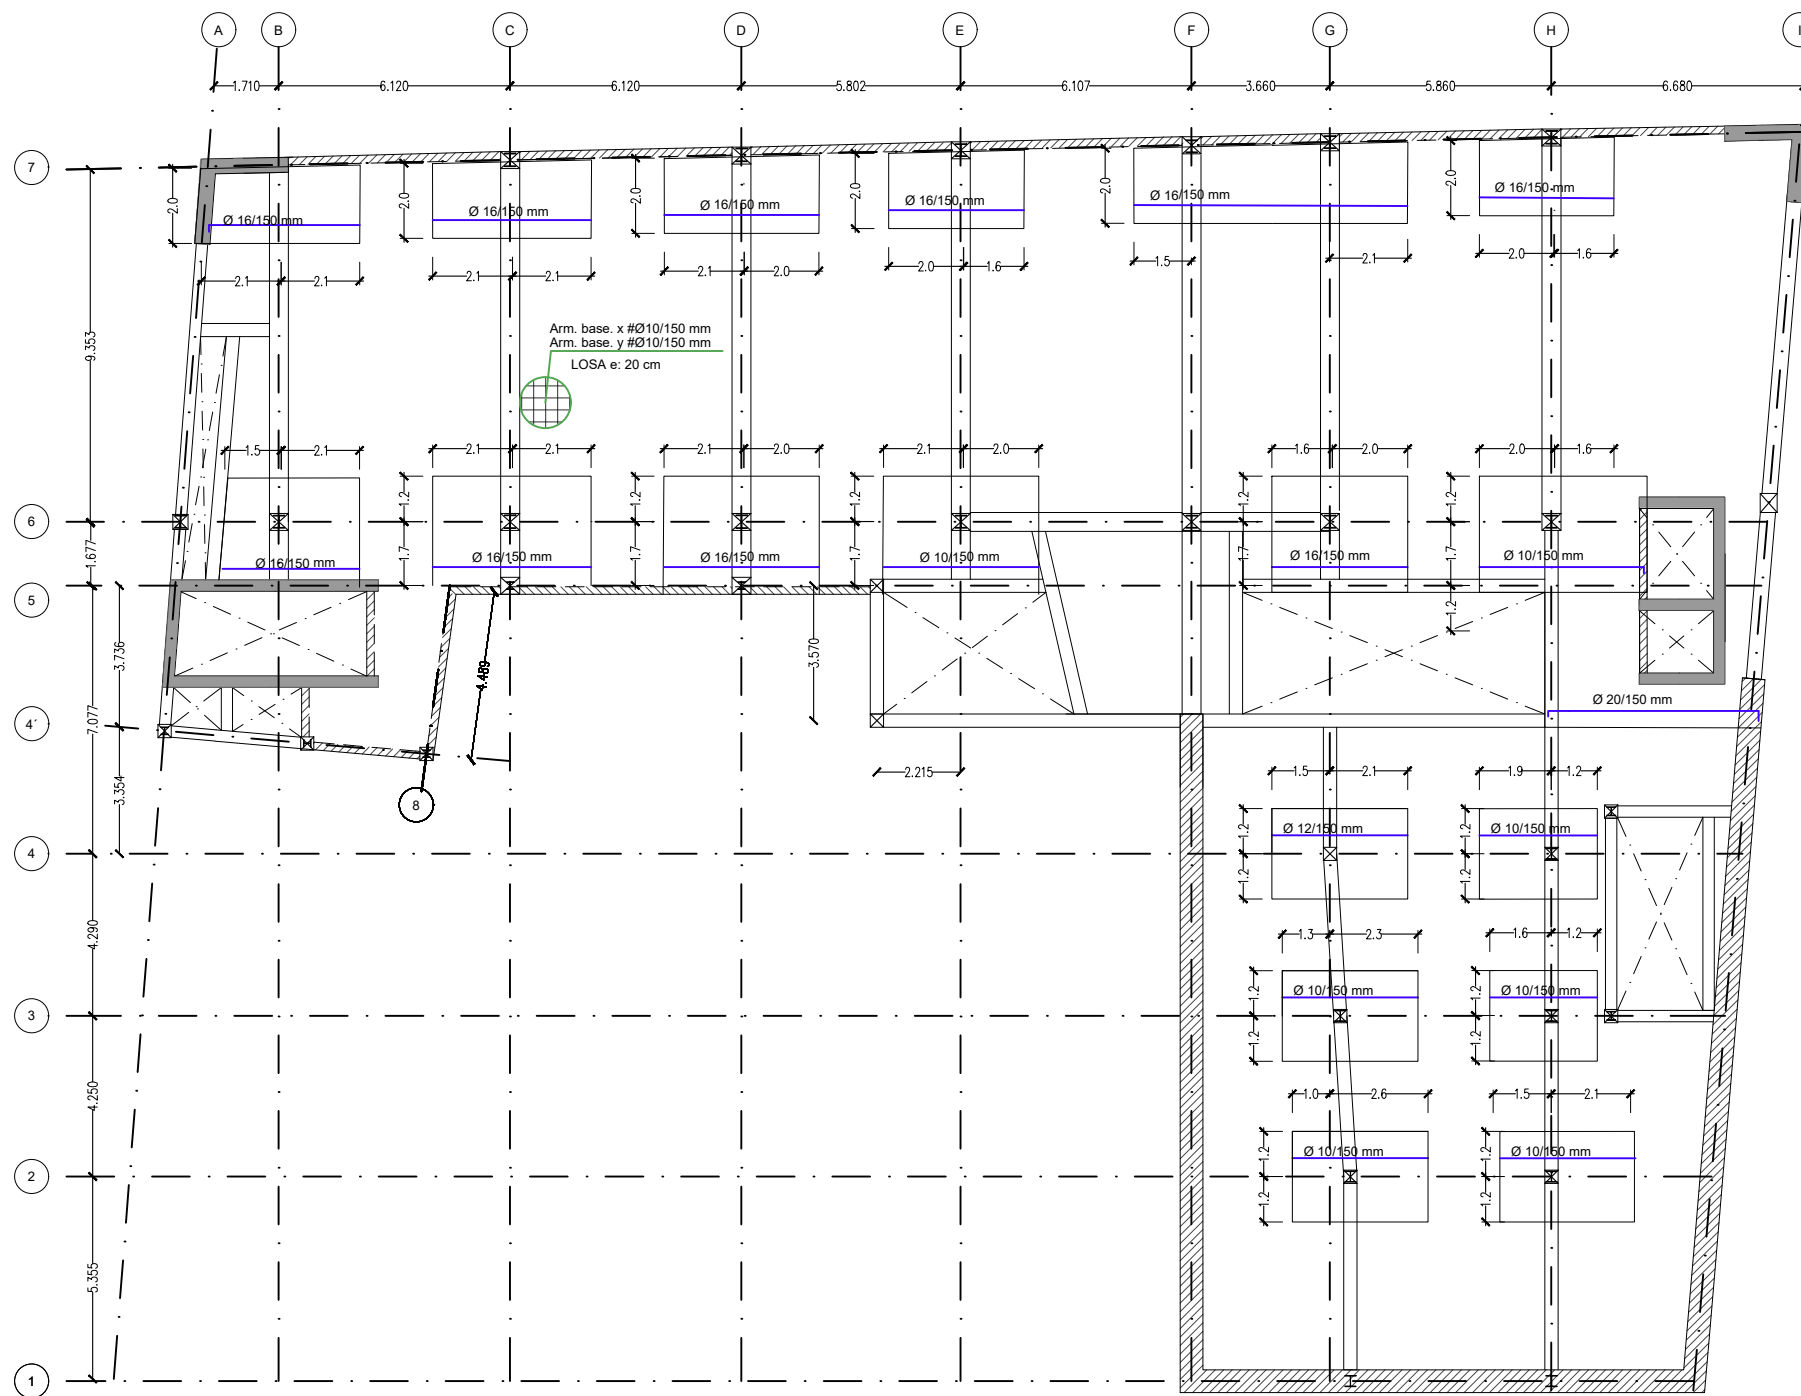 A B C D E F G H I
1.710 6.120 6.120 5.802 6.107 3.660 5.860 6.680
7
2.0 2.0 2.0 2.0 2.0 2.0
Ø 16/150 mm Ø 16/150 mm Ø 16/150 mm Ø 16/150 mm Ø 16/150 mm Ø 16/150 mm
2.1 2.1 2.1 2.1 2.1 2.0 2.0 1.6 1.5 2.1 2.0 1.6
9.353
Arm. base. x #Ø10/150 mm
Arm. base. y #Ø10/150 mm
LOSA e: 20 cm
1.5 2.1 2.1 2.1 2.1 2.0 2.1 2.0 1.6 2.0 2.0 1.6
1.2 1.2 1.2 1.2 1.2
6
1.677 1.7 1.7 1.7 1.7 1.7
Ø 16/150 mm Ø 16/150 mm Ø 16/150 mm Ø 10/150 mm Ø 16/150 mm Ø 10/150 mm
5
1.2
3.736 4.489 3.570
Ø 20/150 mm
4´
7.077
3.354 2.215
8
1.5 2.1 1.9 1.2
1.2 Ø 12/150 mm 1.2 Ø 10/150 mm
4
1.2 1.2
4.290
1.3 2.3 1.6 1.2
1.2 Ø 10/150 mm 1.2 Ø 10/150 mm
3
1.2 1.2
4.250
1.0 2.6 1.5 2.1
1.2 Ø 10/150 mm 1.2 Ø 10/150 mm
2
1.2 1.2
5.355
1